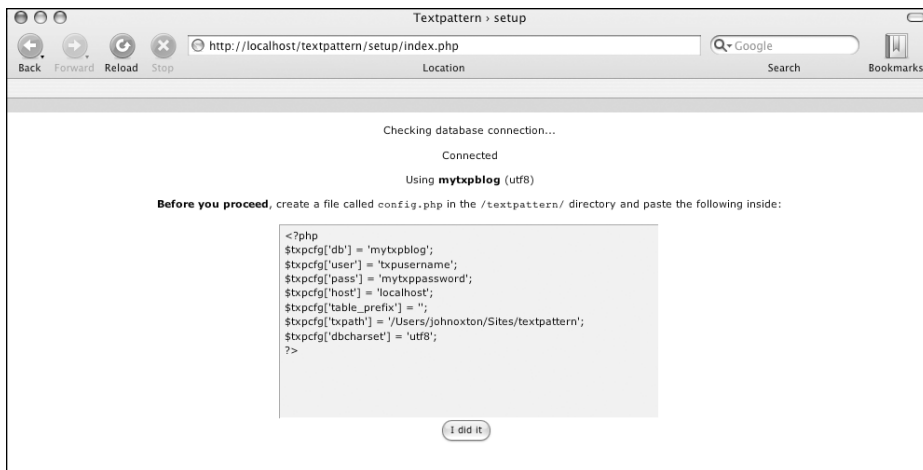 Textpattern › setup
http://localhost/textpattern/setup/index.php
Google
Back Forward Reload Stop Location Search Bookmarks
Checking database connection...
Connected
Using mytxpblog (utf8)
Before you proceed, create a file called config.php in the /textpattern/ directory and paste the following inside:
<?php
$txpcfg['db'] = 'mytxpblog';
$txpcfg['user'] = 'txpusername';
$txpcfg['pass'] = 'mytxppassword';
$txpcfg['host'] = 'localhost';
$txpcfg['table_prefix'] = '';
$txpcfg['txpath'] = '/Users/johnoxton/Sites/textpattern';
$txpcfg['dbcharset'] = 'utf8';
?>
I did it